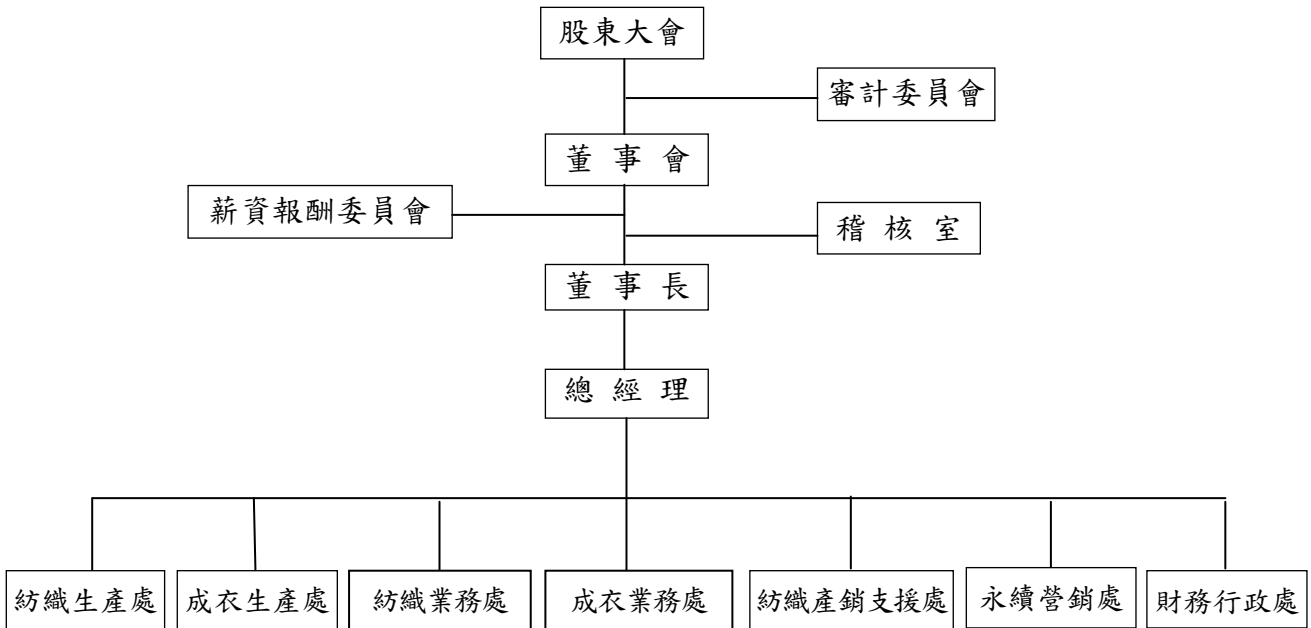 股東大會
審計委員會
董事會
薪資報酬委員會
稽核室
董事長
總經理
紡織生產處
成衣生產處
紡織業務處
成衣業務處
紡織產銷支援處
永續營銷處
財務行政處